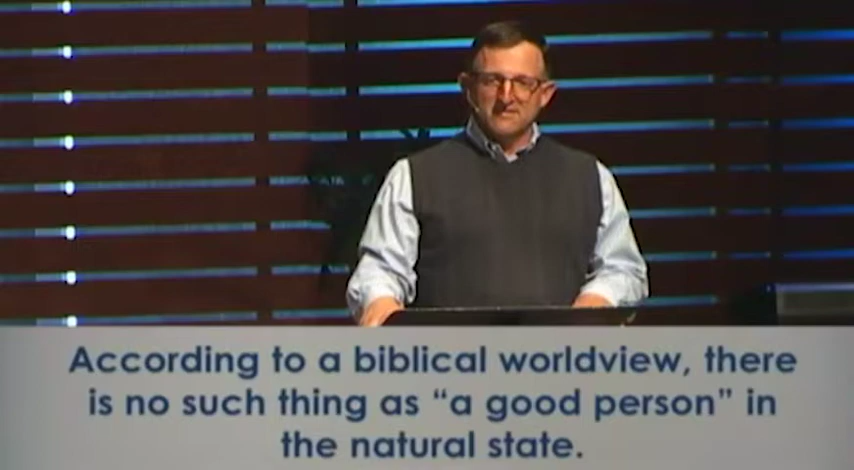 According to a biblical worldview, there
is no such thing as “a good person” in
the natural state.